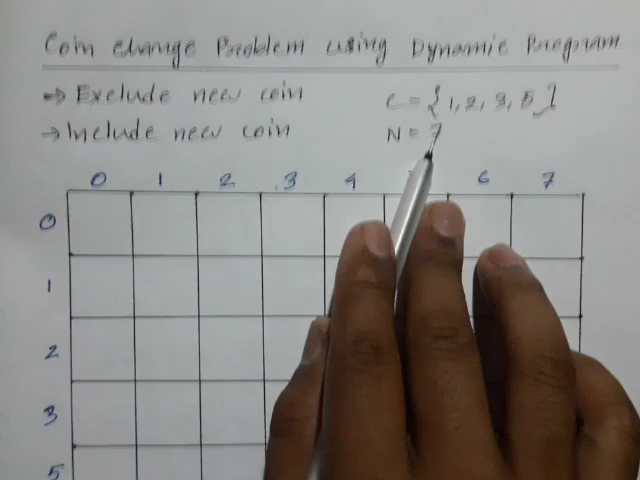 Coin change Problem using Dynamic Program
→ Exclude new coin
C = {1, 2, 3, 5}
→ Include new coin
N = 7
0 1 2 3 4 6 7
0
1
2
3
5